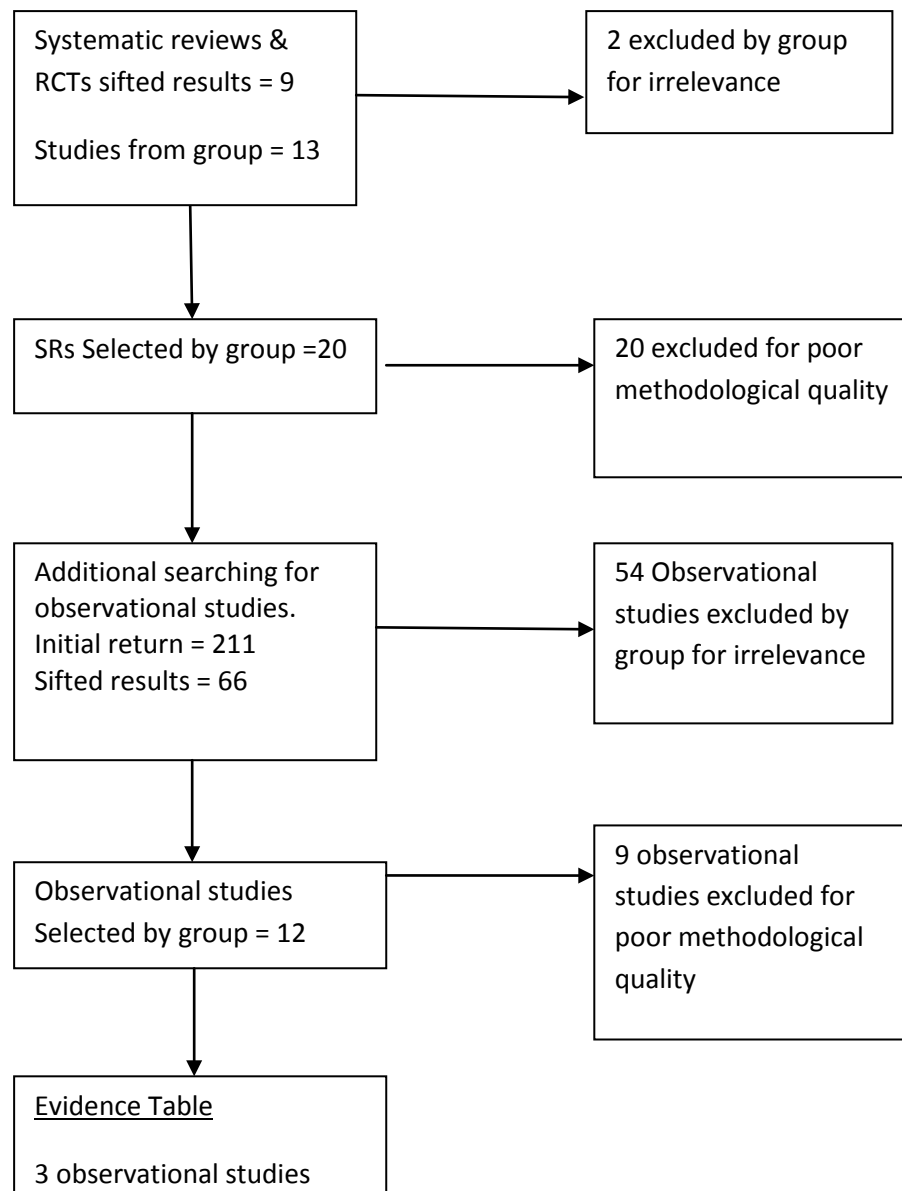 Systematic reviews &
RCTs sifted results = 9
Studies from group = 13
2 excluded by group
for irrelevance
SRs Selected by group =20
20 excluded for poor
methodological quality
Additional searching for
observational studies.
Initial return = 211
Sifted results = 66
54 Observational
studies excluded by
group for irrelevance
Observational studies
Selected by group = 12
9 observational
studies excluded for
poor methodological
quality
Evidence Table
3 observational studies